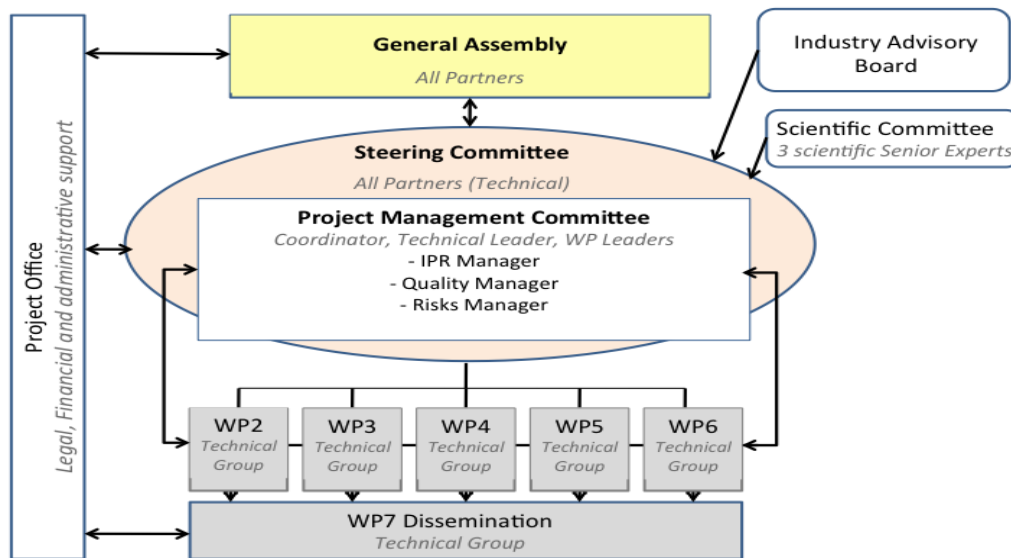 General Assembly
All Partners
Industry Advisory
Board
Scientific Committee
3 scientific Senior Experts
Steering Committee
All Partners (Technical)
Project Management Committee
Coordinator, Technical Leader, WP Leaders
- IPR Manager
- Quality Manager
- Risks Manager
Project Office
Legal, Financial and administrative support
WP2
Technical
Group
WP3
Technical
Group
WP4
Technical
Group
WP5
Technical
Group
WP6
Technical
Group
WP7 Dissemination
Technical Group